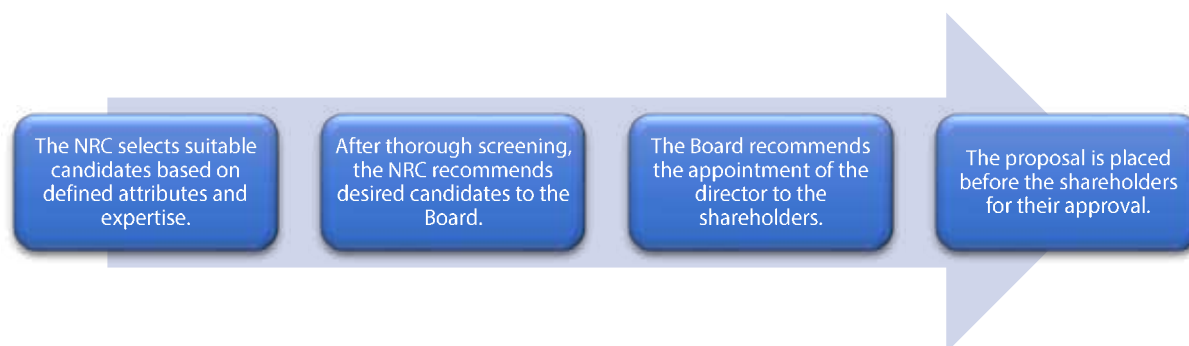 The NRC selects suitable
candidates based on
defined attributes and
expertise.
After thorough screening,
the NRC recommends
desired candidates to the
Board.
The Board recommends
the appointment of the
director to the
shareholders.
The proposal is placed
before the shareholders
for their approval.